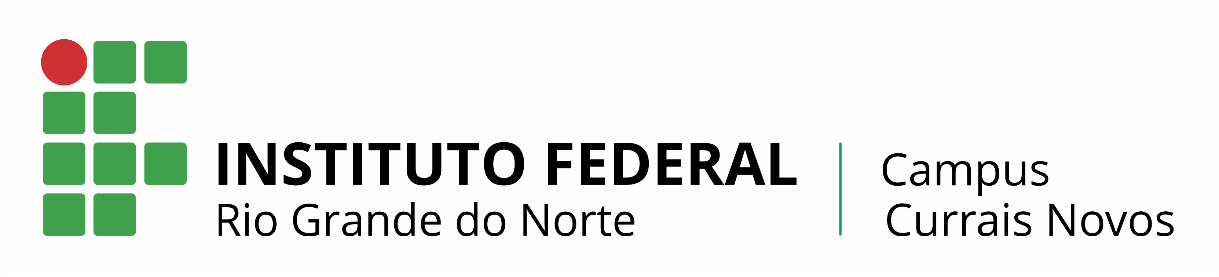 INSTITUTO FEDERAL
Rio Grande do Norte
Campus
Currais Novos